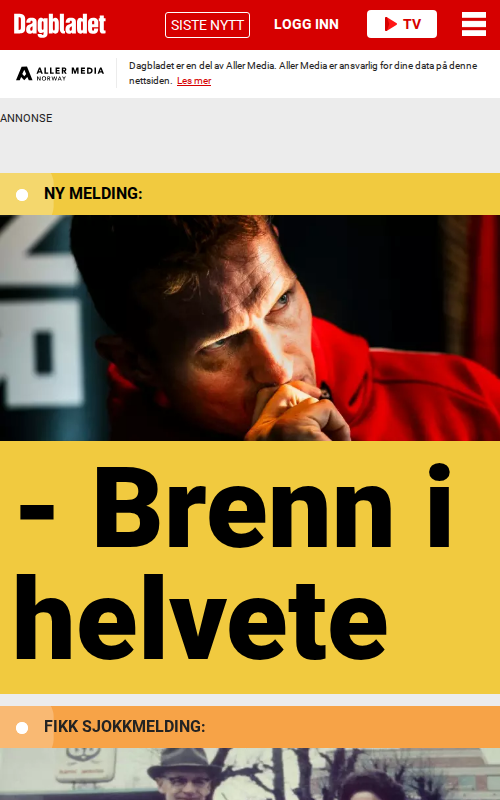 Dagbladet
SISTE NYTT
LOGG INN
TV
ALLER MEDIA
NORWAY
Dagbladet er en del av Aller Media. Aller Media er ansvarlig for dine data på denne
nettsiden. Les mer
ANNONSE
NY MELDING:
- Brenn i
helvete
FIKK SJOKKMELDING: